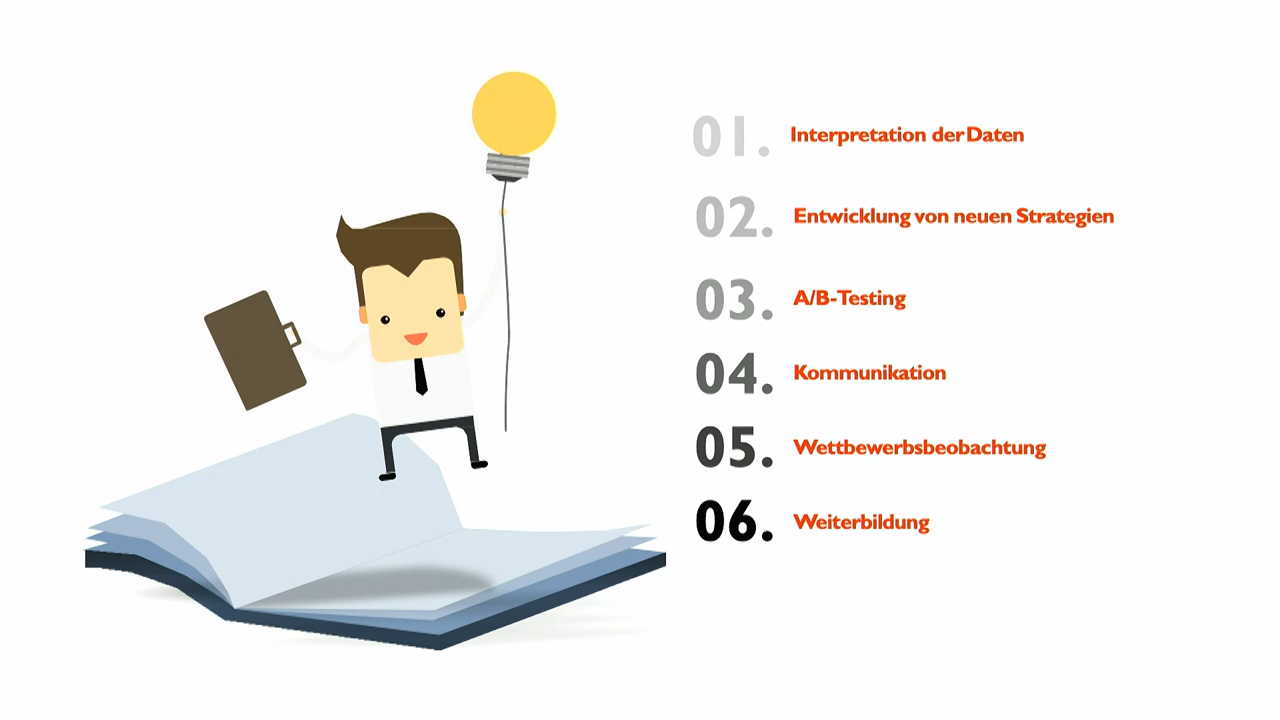 01. Interpretation der Daten
02. Entwicklung von neuen Strategien
03. A/B-Testing
04. Kommunikation
05. Wettbewerbsbeobachtung
06. Weiterbildung